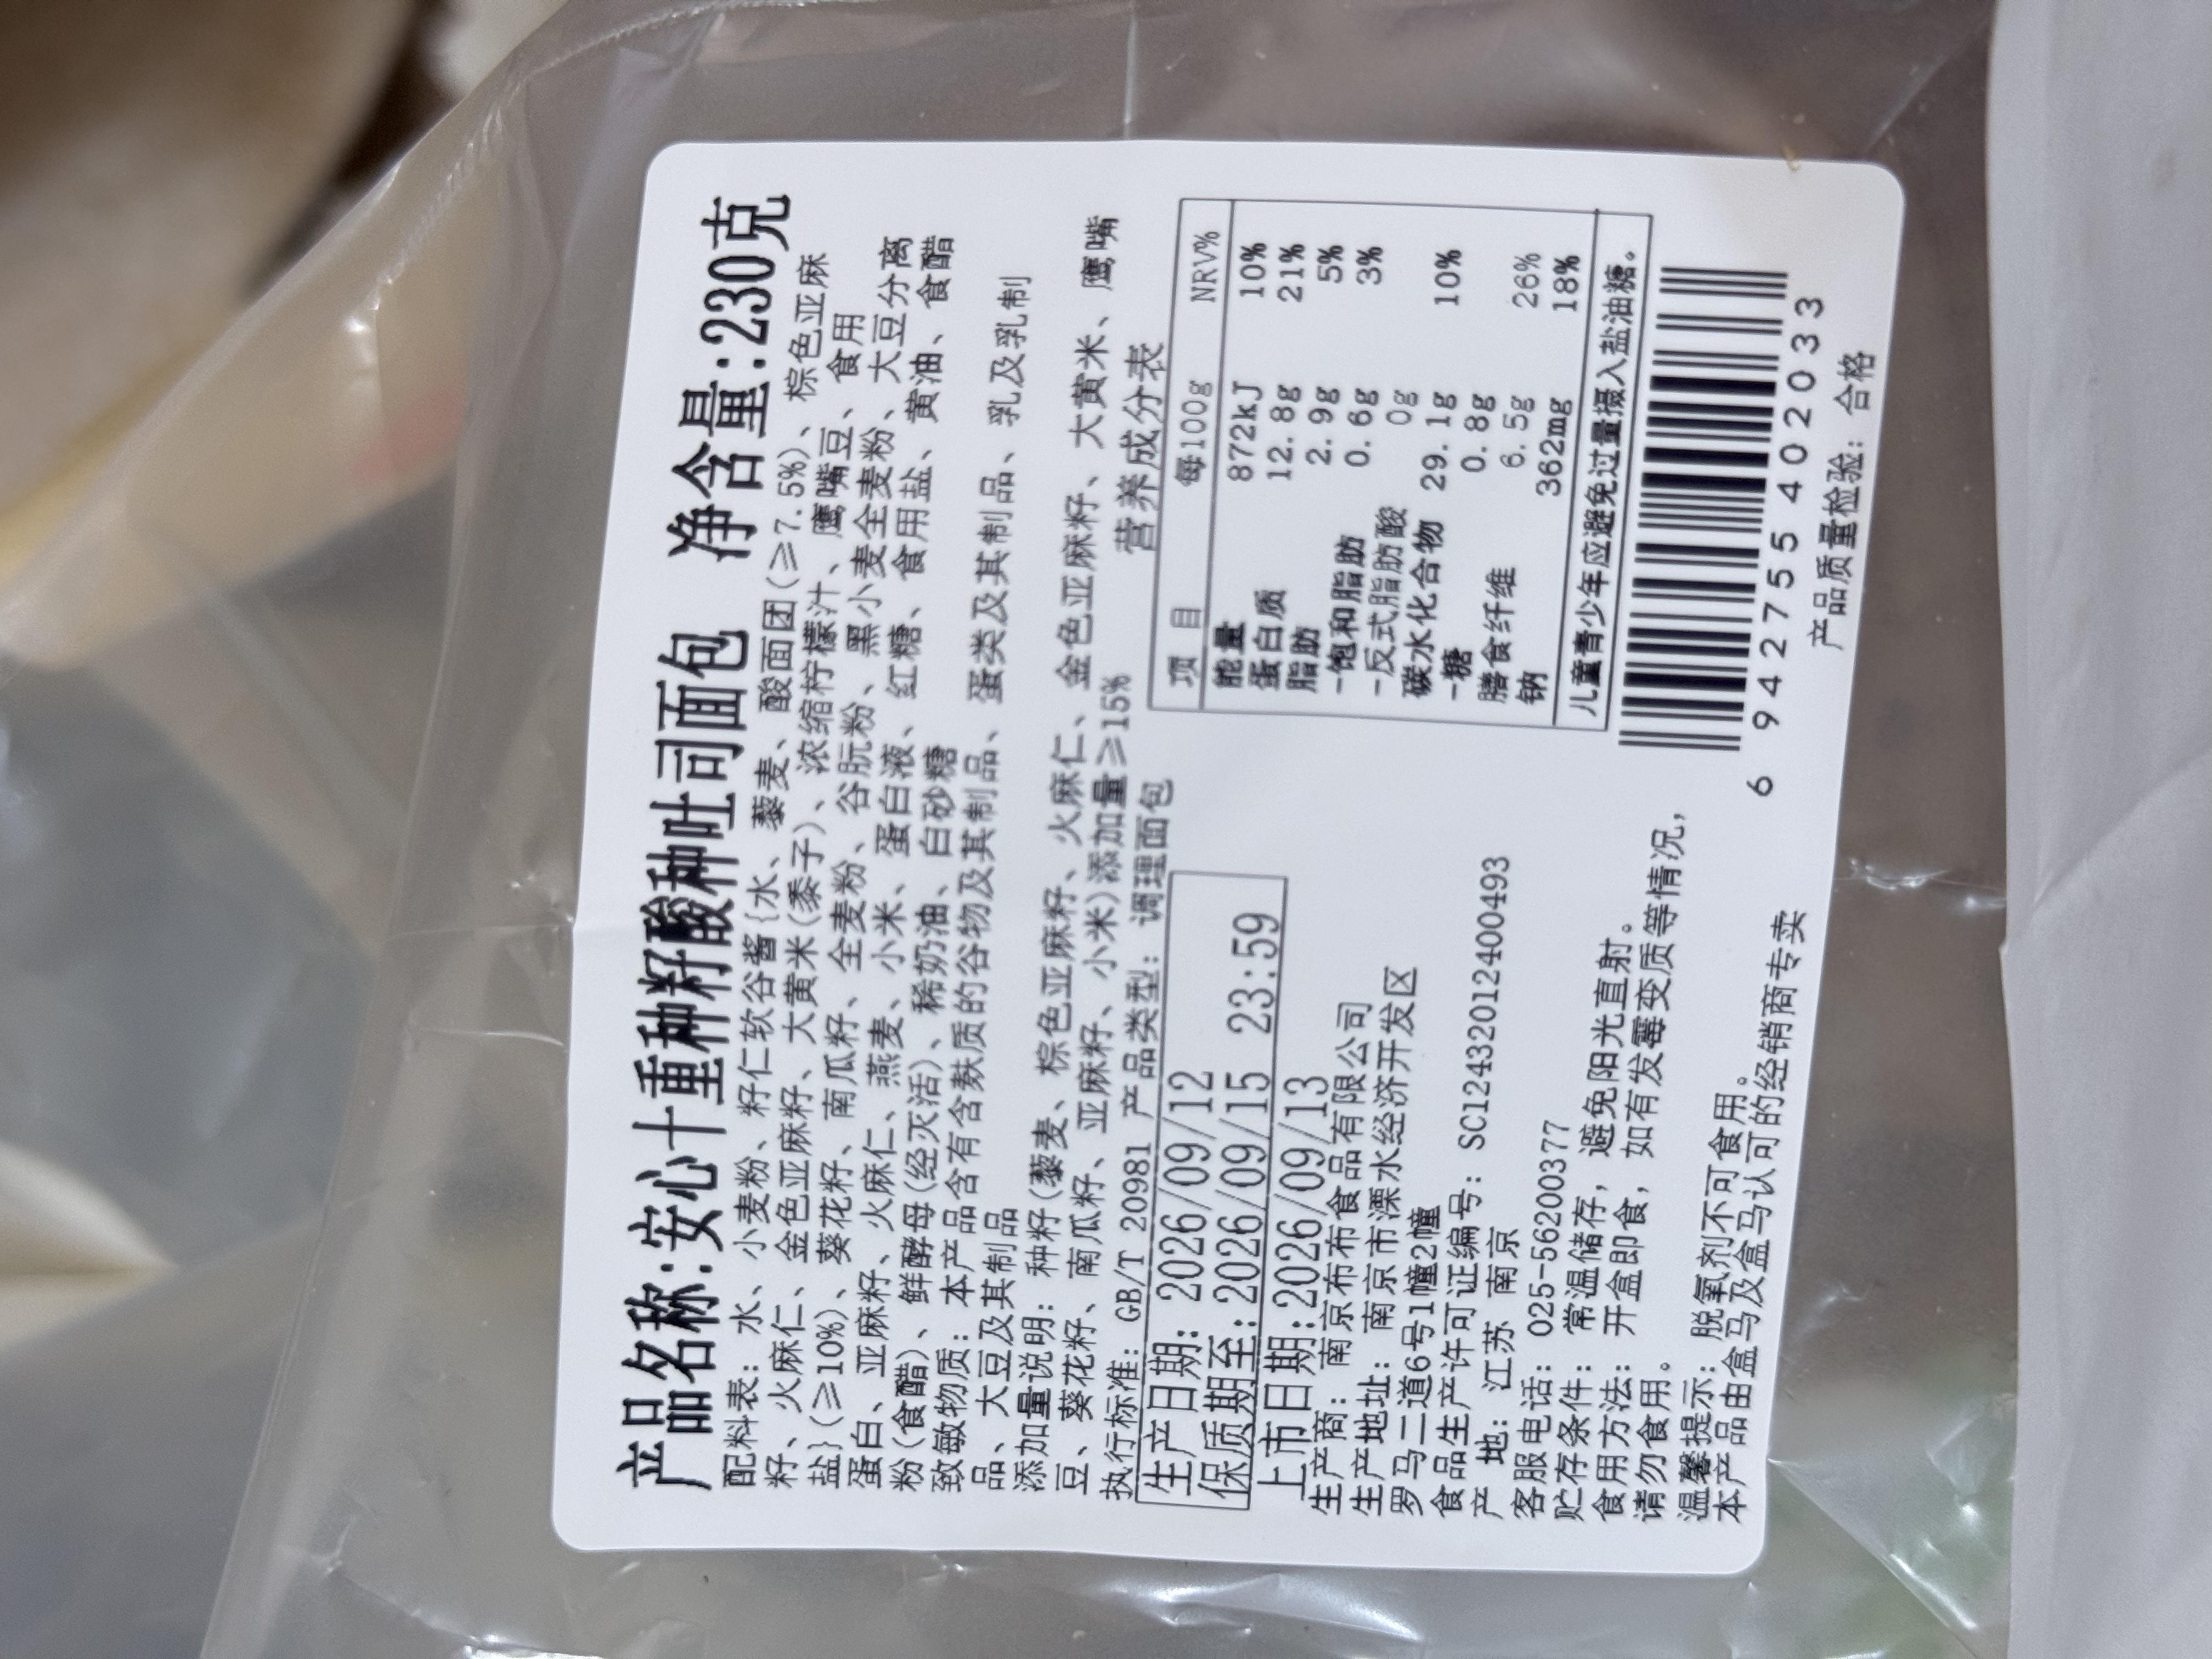 产品名称:安心十重种籽酸种吐司面包 净含量:230克
配料表: 水、小麦粉、籽仁软谷酱{水、藜麦、酸面团(≥7.5%)、棕色亚麻
籽、火麻仁、金色亚麻籽、大黄米(黍子)、浓缩柠檬汁、鹰嘴豆、食用
盐}(≥10%)、葵花籽、南瓜籽、全麦粉、谷朊粉、黑小麦全麦粉、大豆分离
蛋白、亚麻籽、火麻仁、燕麦、小米、蛋白液、红糖、食用盐、黄油、食醋
粉(食醋)、鲜酵母(经灭活)、稀奶油、白砂糖
致敏物质: 本产品含有含麸质的谷物及其制品、蛋类及其制品、乳及乳制
品、大豆及其制品
添加量说明: 种籽(藜麦、棕色亚麻籽、火麻仁、金色亚麻籽、大黄米、鹰嘴
豆、葵花籽、南瓜籽、亚麻籽、小米)添加量≥15%
执行标准: GB/T 20981 产品类型: 调理面包
生产日期: 2026/09/12
保质期至: 2026/09/15 23:59
上市日期: 2026/09/13
生产商: 南京布布食品有限公司
生产地址: 南京市溧水经济开发区
罗马二道6号1幢2幢
食品生产许可证编号: SC12432012400493
产 地: 江苏 南京
客服电话: 025-56200377
贮存条件: 常温储存, 避免阳光直射。
食用方法: 开盒即食, 如有发霉变质等情况,
请勿食用。
温馨提示: 脱氧剂不可食用。
本产品由盒马及盒马认可的经销商专卖
营养成分表
项 目 每100g NRV%
能量 872kJ 10%
蛋白质 12.8g 21%
脂肪 2.9g 5%
-饱和脂肪 0.6g 3%
-反式脂肪酸 0g
碳水化合物 29.1g 10%
-糖 0.8g
膳食纤维 6.5g 26%
钠 362mg 18%
儿童青少年应避免过量摄入盐油糖。
6 942755 402033
产品质量检验: 合格